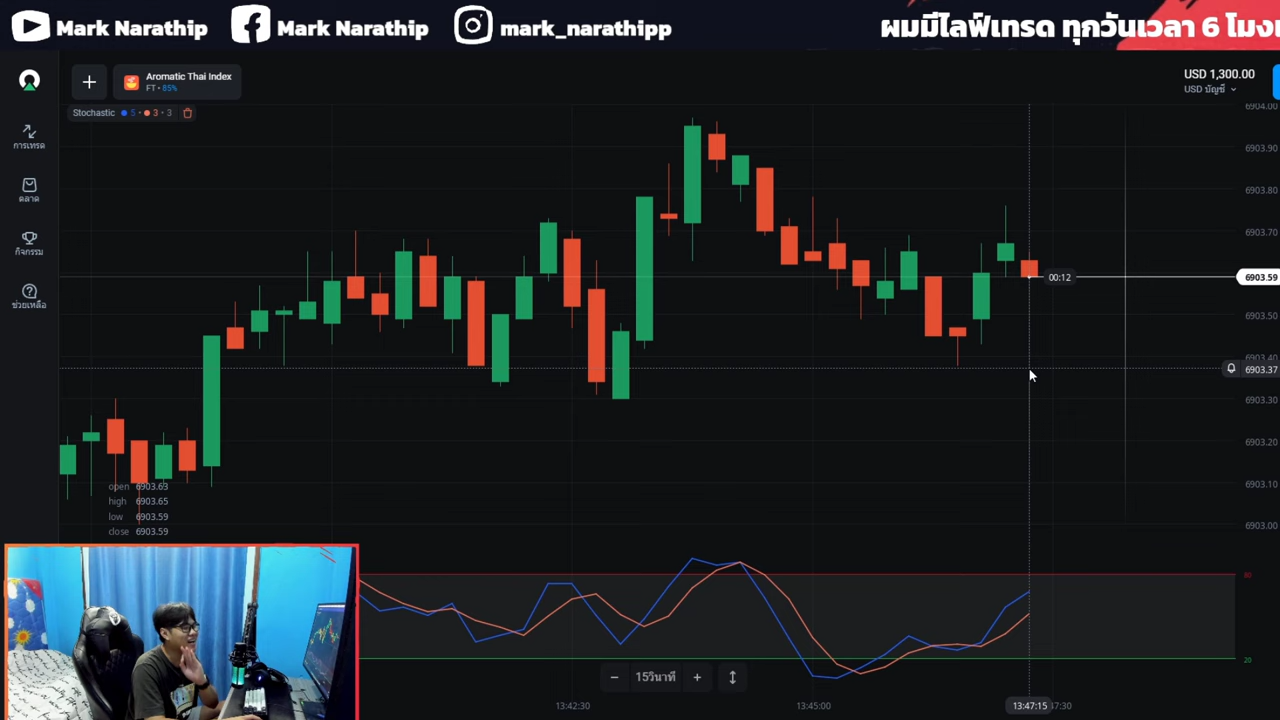 Mark Narathip
Mark Narathip
mark_narathipp
ผมมีไลฟ์เทรด ทุกวันเวลา 6 โมง
Aromatic Thai Index
FT • 85%
USD 1,300.00
USD บัญชี
Stochastic 5 • 3 • 3
การเทรด
ตลาด
กิจกรรม
ช่วยเหลือ
6904.00
6903.90
6903.80
6903.70
00:12
6903.59
6903.50
6903.40
6903.37
6903.30
6903.20
6903.10
6903.00
open 6903.63
high 6903.65
low 6903.59
close 6903.59
80
20
15วินาที
13:42:30
13:45:00
13:47:15
17:30